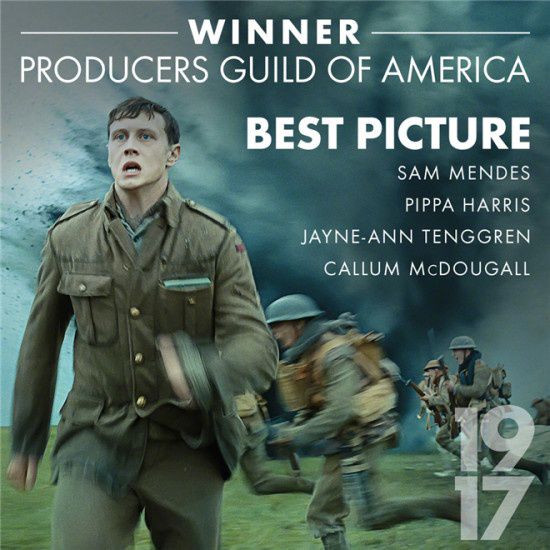 WINNER
PRODUCERS GUILD OF AMERICA
BEST PICTURE
SAM MENDES
PIPPA HARRIS
JAYNE-ANN TENGGREN
CALLUM McDOUGALL
19
17